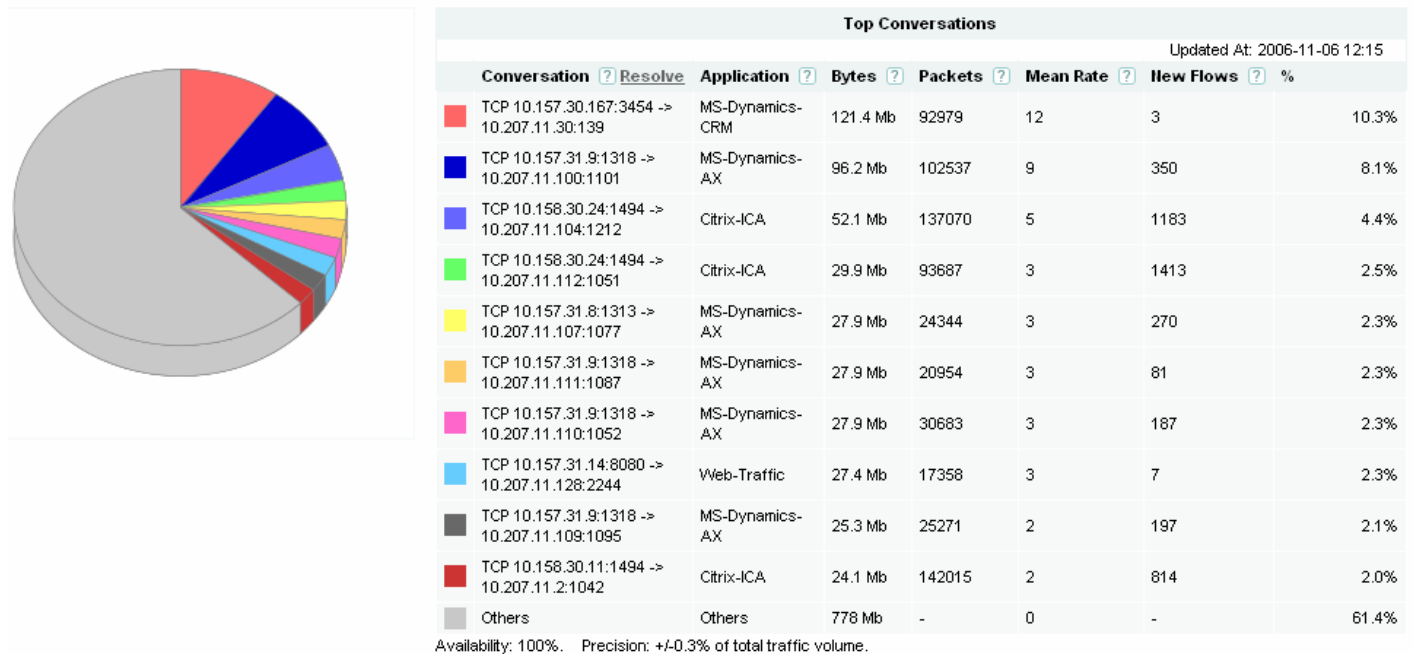 Top Conversations
Updated At: 2006-11-06 12:15
Conversation ? Resolve Application ? Bytes ? Packets ? Mean Rate ? New Flows ? %
TCP 10.157.30.167:3454 -> MS-Dynamics-
10.207.11.30:139 CRM 121.4 Mb 92979 12 3 10.3%
TCP 10.157.31.9:1318 -> MS-Dynamics-
10.207.11.100:1101 AX 96.2 Mb 102537 9 350 8.1%
TCP 10.158.30.24:1494 ->
10.207.11.104:1212 Citrix-ICA 52.1 Mb 137070 5 1183 4.4%
TCP 10.158.30.24:1494 ->
10.207.11.112:1051 Citrix-ICA 29.9 Mb 93687 3 1413 2.5%
TCP 10.157.31.8:1313 -> MS-Dynamics-
10.207.11.107:1077 AX 27.9 Mb 24344 3 270 2.3%
TCP 10.157.31.9:1318 -> MS-Dynamics-
10.207.11.111:1087 AX 27.9 Mb 20954 3 81 2.3%
TCP 10.157.31.9:1318 -> MS-Dynamics-
10.207.11.110:1052 AX 27.9 Mb 30683 3 187 2.3%
TCP 10.157.31.14:8080 ->
10.207.11.128:2244 Web-Traffic 27.4 Mb 17358 3 7 2.3%
TCP 10.157.31.9:1318 -> MS-Dynamics-
10.207.11.109:1095 AX 25.3 Mb 25271 2 197 2.1%
TCP 10.158.30.11:1494 ->
10.207.11.2:1042 Citrix-ICA 24.1 Mb 142015 2 814 2.0%
Others Others 778 Mb - 0 - 61.4%
Availability: 100%. Precision: +/-0.3% of total traffic volume.